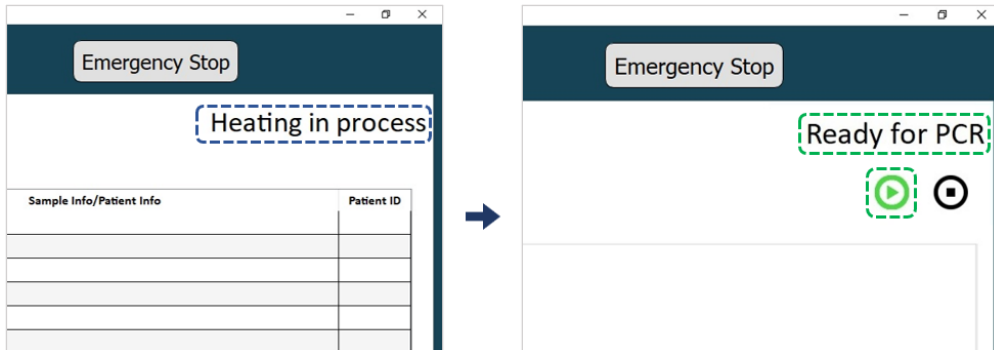 Emergency Stop
Heating in process
Sample Info/Patient Info Patient ID
Emergency Stop
Ready for PCR